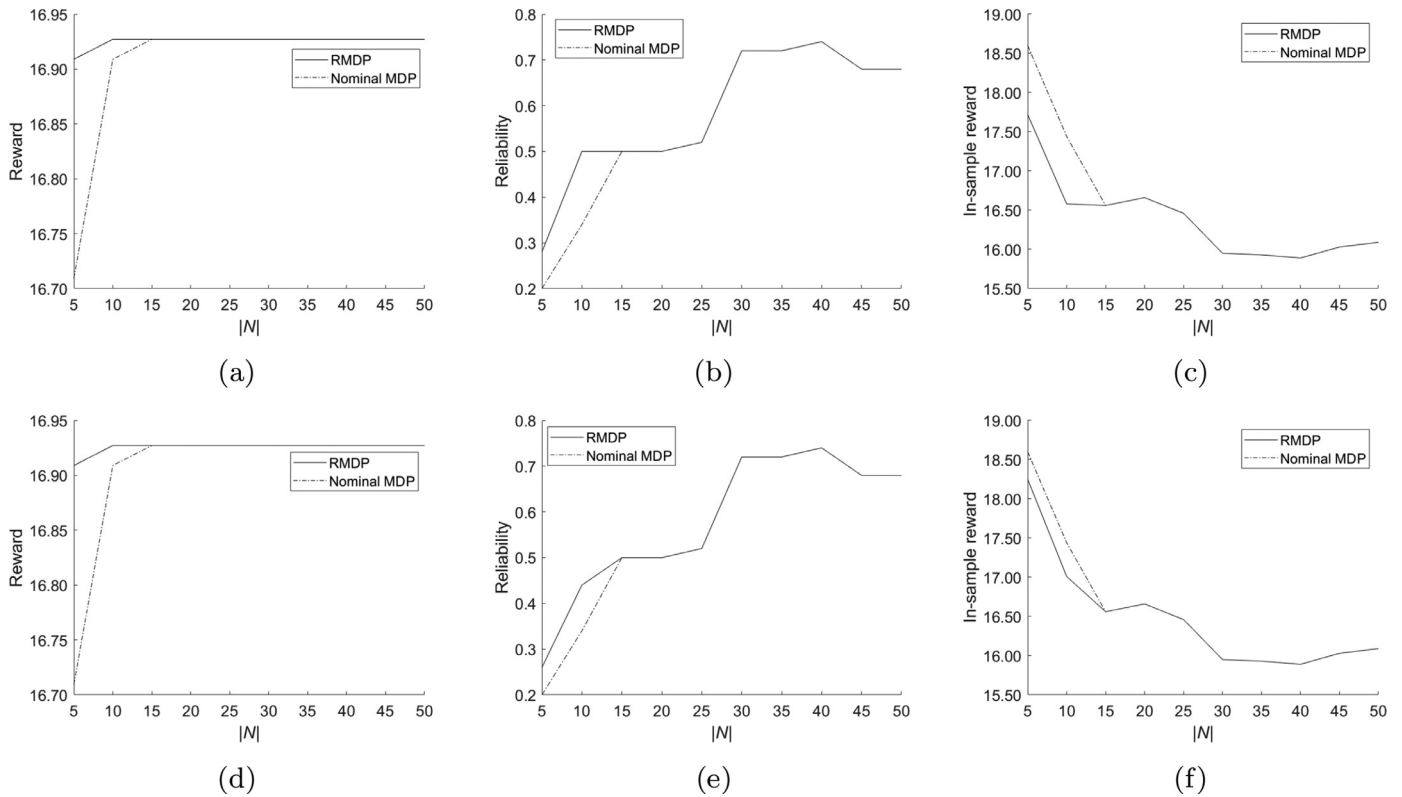 16.95
16.90
16.85
16.80
16.75
16.70
Reward
5 10 15 20 25 30 35 40 45 50
|N|
RMDP
Nominal MDP
(a)
0.8
0.7
0.6
0.5
0.4
0.3
0.2
Reliability
5 10 15 20 25 30 35 40 45 50
|N|
RMDP
Nominal MDP
(b)
19.00
18.50
18.00
17.50
17.00
16.50
16.00
15.50
In-sample reward
5 10 15 20 25 30 35 40 45 50
|N|
RMDP
Nominal MDP
(c)
16.95
16.90
16.85
16.80
16.75
16.70
Reward
5 10 15 20 25 30 35 40 45 50
|N|
RMDP
Nominal MDP
(d)
0.8
0.7
0.6
0.5
0.4
0.3
0.2
Reliability
5 10 15 20 25 30 35 40 45 50
|N|
RMDP
Nominal MDP
(e)
19.00
18.50
18.00
17.50
17.00
16.50
16.00
15.50
In-sample reward
5 10 15 20 25 30 35 40 45 50
|N|
RMDP
Nominal MDP
(f)